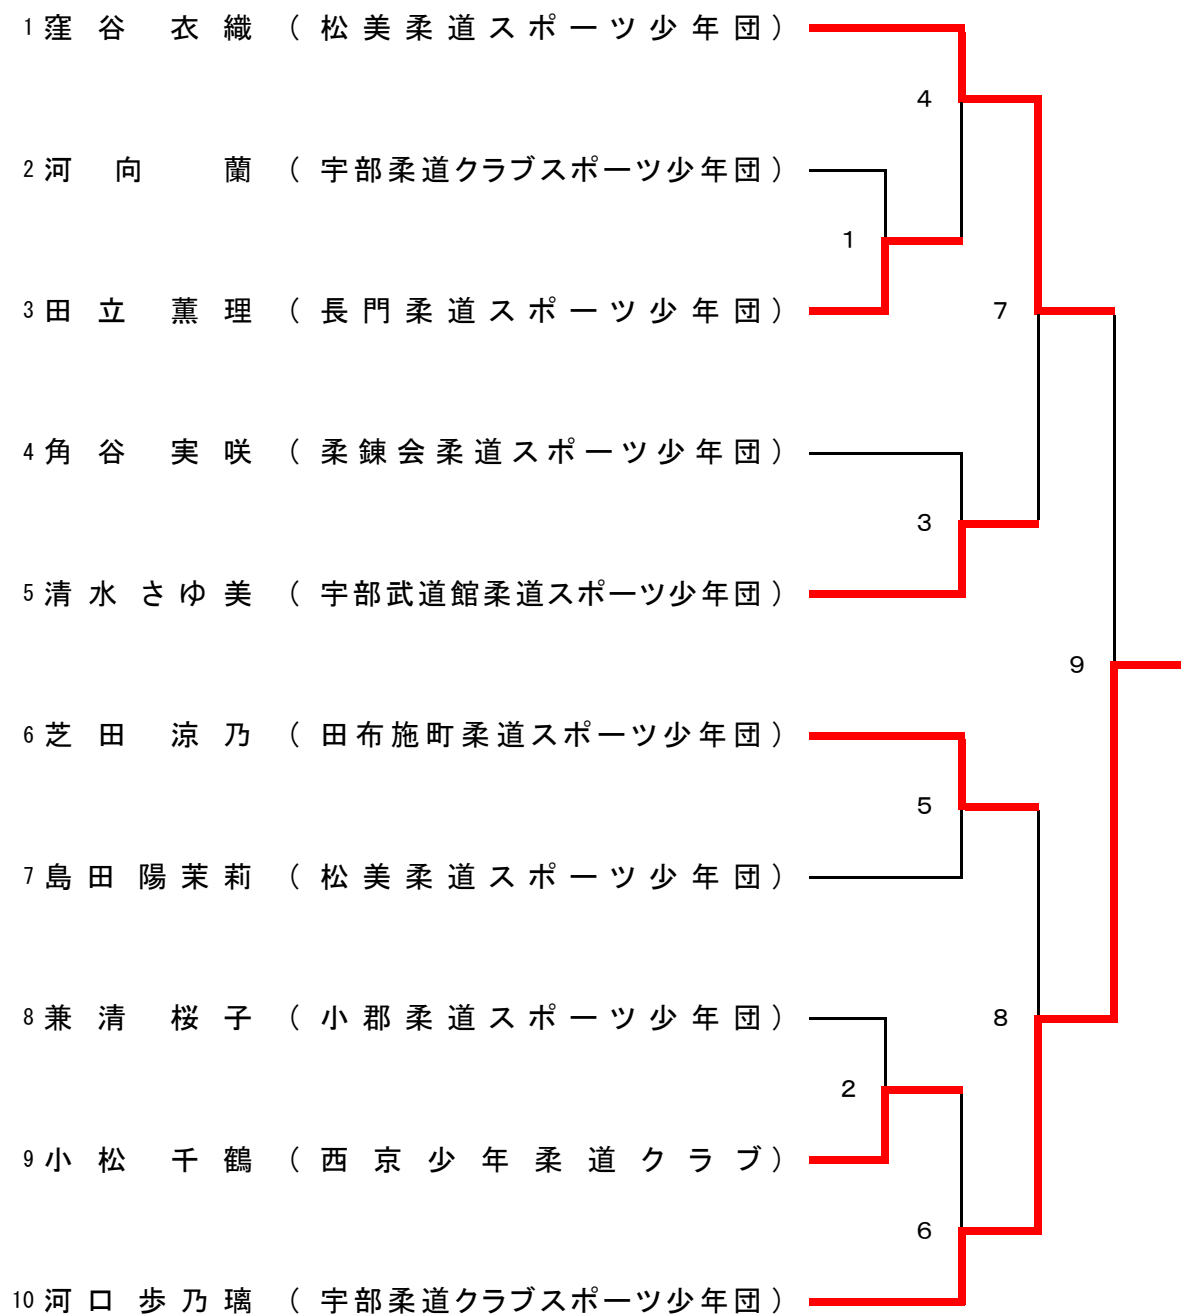 1 窪谷 衣織 (松美柔道スポーツ少年団)
4
2 河向 蘭 (宇部柔道クラブスポーツ少年団)
1
3 田立 薫理 (長門柔道スポーツ少年団)
7
4 角谷 実咲 (柔錬会柔道スポーツ少年団)
3
5 清水 さゆ美 (宇部武道館柔道スポーツ少年団)
9
6 芝田 涼乃 (田布施町柔道スポーツ少年団)
5
7 島田 陽茉莉 (松美柔道スポーツ少年団)
8 兼清 桜子 (小郡柔道スポーツ少年団)
8
2
9 小松 千鶴 (西京少年柔道クラブ)
6
10 河口 歩乃璃 (宇部柔道クラブスポーツ少年団)